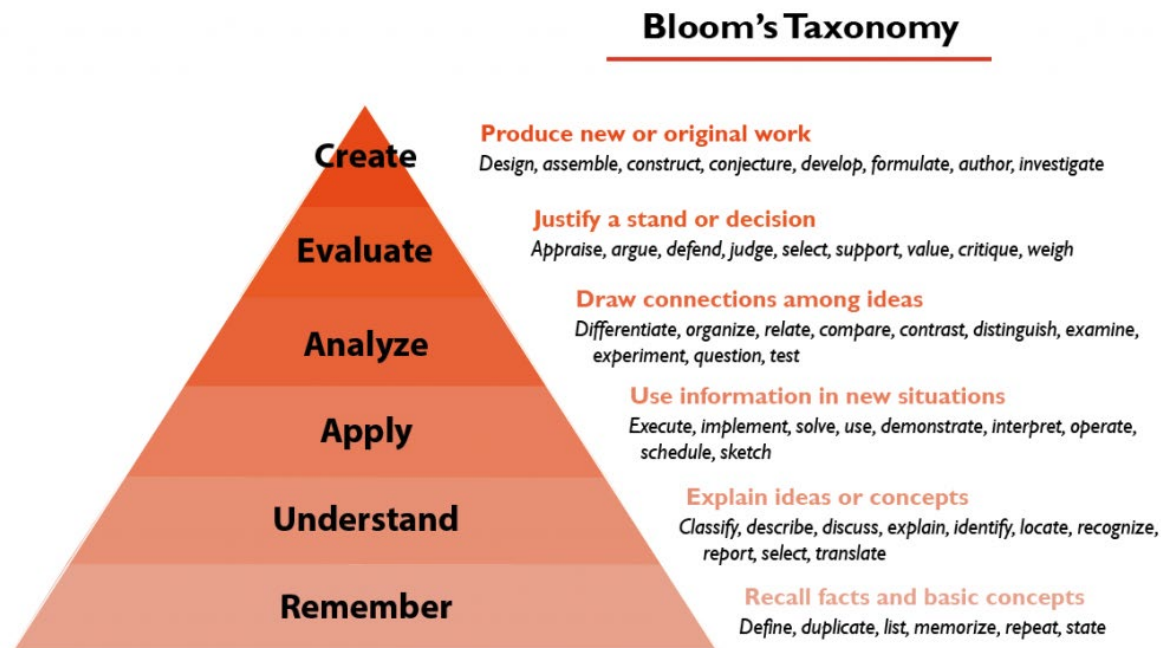 Bloom's Taxonomy
Create
Produce new or original work
Design, assemble, construct, conjecture, develop, formulate, author, investigate
Evaluate
Justify a stand or decision
Appraise, argue, defend, judge, select, support, value, critique, weigh
Analyze
Draw connections among ideas
Differentiate, organize, relate, compare, contrast, distinguish, examine,
experiment, question, test
Apply
Use information in new situations
Execute, implement, solve, use, demonstrate, interpret, operate,
schedule, sketch
Understand
Explain ideas or concepts
Classify, describe, discuss, explain, identify, locate, recognize,
report, select, translate
Remember
Recall facts and basic concepts
Define, duplicate, list, memorize, repeat, state